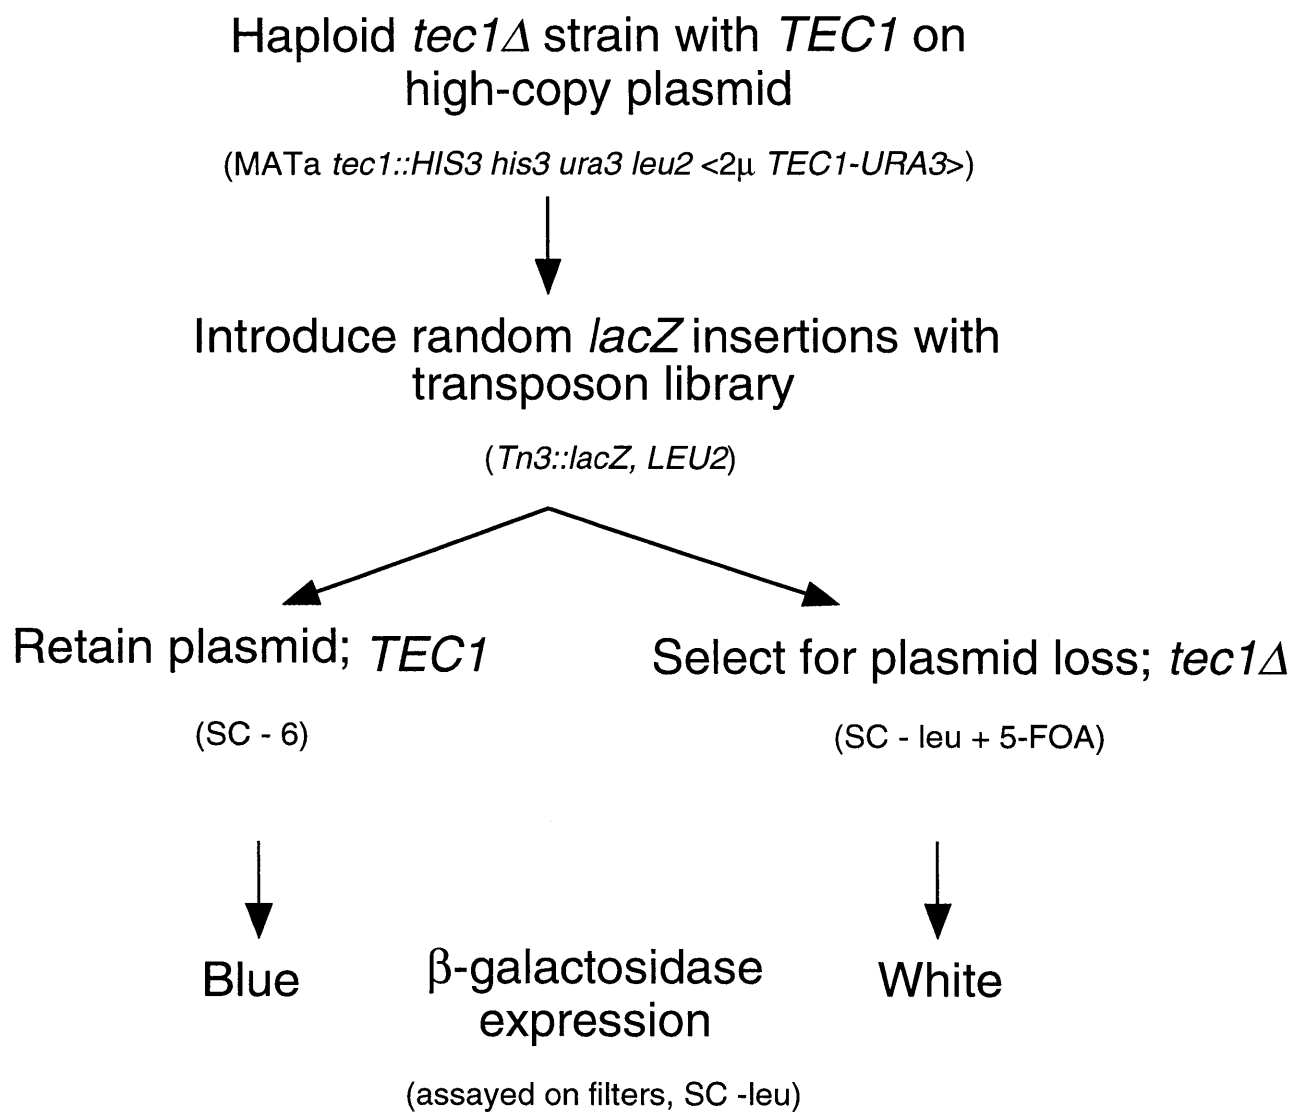 Haploid tec1Δ strain with TEC1 on
high-copy plasmid
(MATa tec1::HIS3 his3 ura3 leu2 <2μ TEC1-URA3>)
Introduce random lacZ insertions with
transposon library
(Tn3::lacZ, LEU2)
Retain plasmid; TEC1
(SC - 6)
Select for plasmid loss; tec1Δ
(SC - leu + 5-FOA)
Blue
β-galactosidase
expression
(assayed on filters, SC -leu)
White